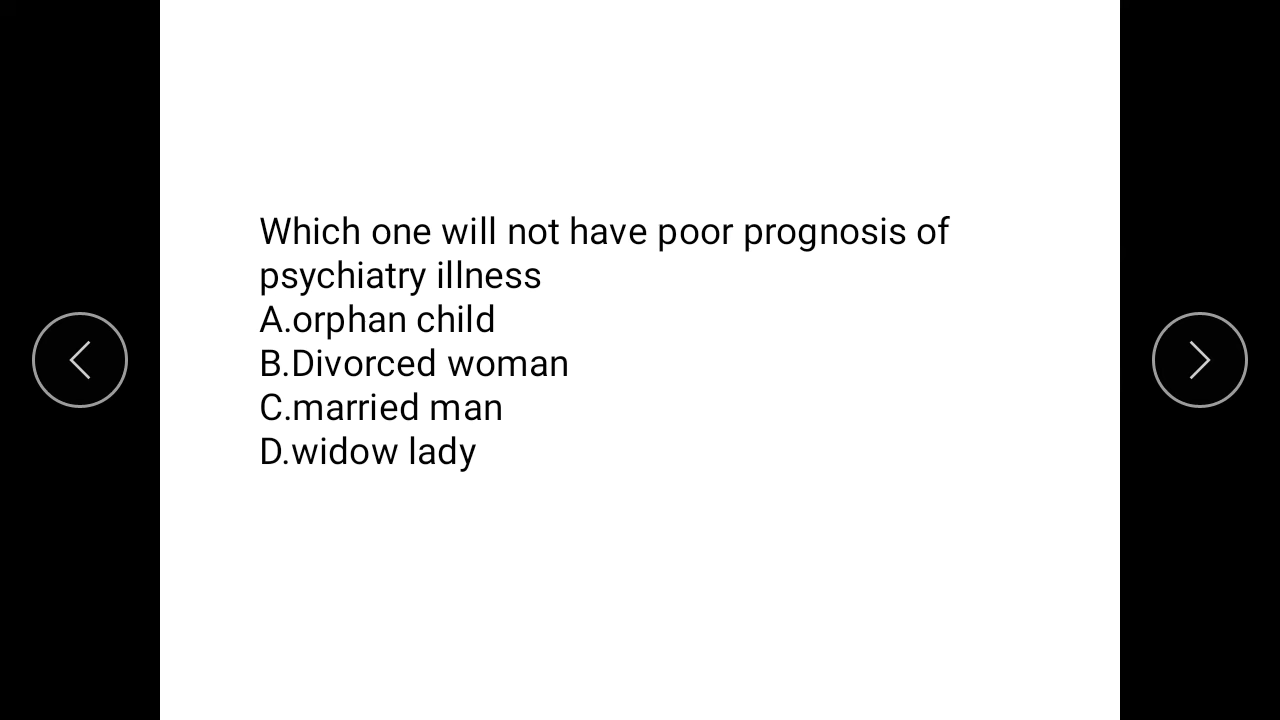 Which one will not have poor prognosis of
psychiatry illness
A.orphan child
B.Divorced woman
C.married man
D.widow lady